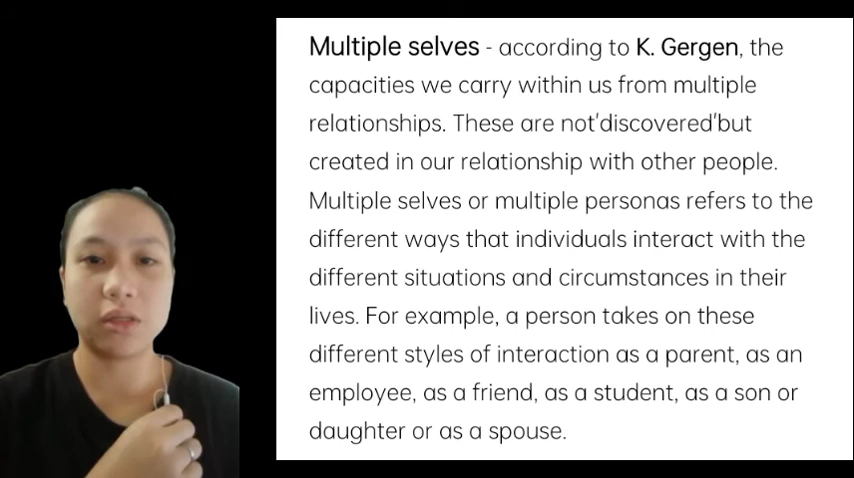 Multiple selves - according to K. Gergen, the
capacities we carry within us from multiple
relationships. These are not'discovered'but
created in our relationship with other people.
Multiple selves or multiple personas refers to the
different ways that individuals interact with the
different situations and circumstances in their
lives. For example, a person takes on these
different styles of interaction as a parent, as an
employee, as a friend, as a student, as a son or
daughter or as a spouse.